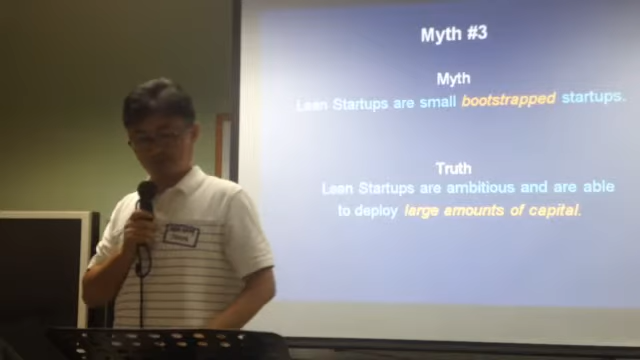 Myth #3
Myth
Lean Startups are small bootstrapped startups.
Truth
Lean Startups are ambitious and are able
to deploy large amounts of capital.